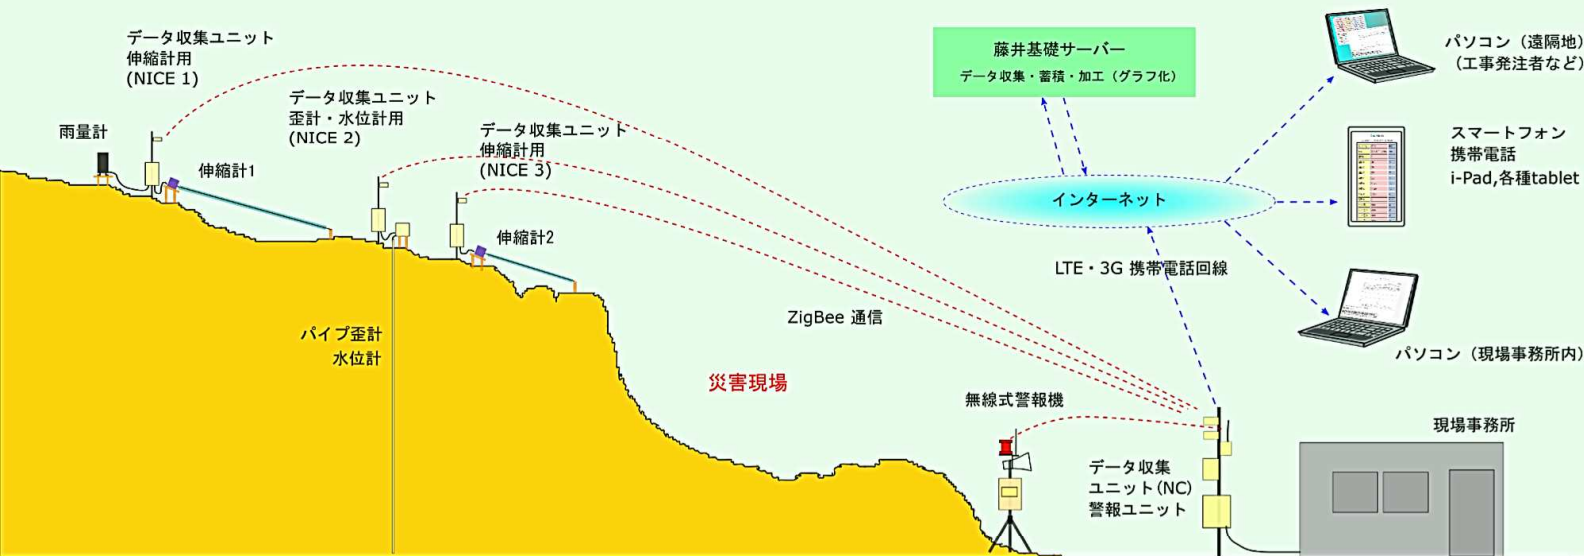 データ収集ユニット
伸縮計用
(NICE 1)
データ収集ユニット
歪計・水位計用
(NICE 2)
データ収集ユニット
伸縮計用
(NICE 3)
雨量計
伸縮計1
伸縮計2
パイプ歪計
水位計
ZigBee 通信
災害現場
藤井基礎サーバー
データ収集・蓄積・加工（グラフ化）
インターネット
LTE・3G 携帯電話回線
パソコン（遠隔地）
（工事発注者など）
スマートフォン
携帯電話
i-Pad,各種tablet
パソコン（現場事務所内）
無線式警報機
データ収集
ユニット(NC)
警報ユニット
現場事務所